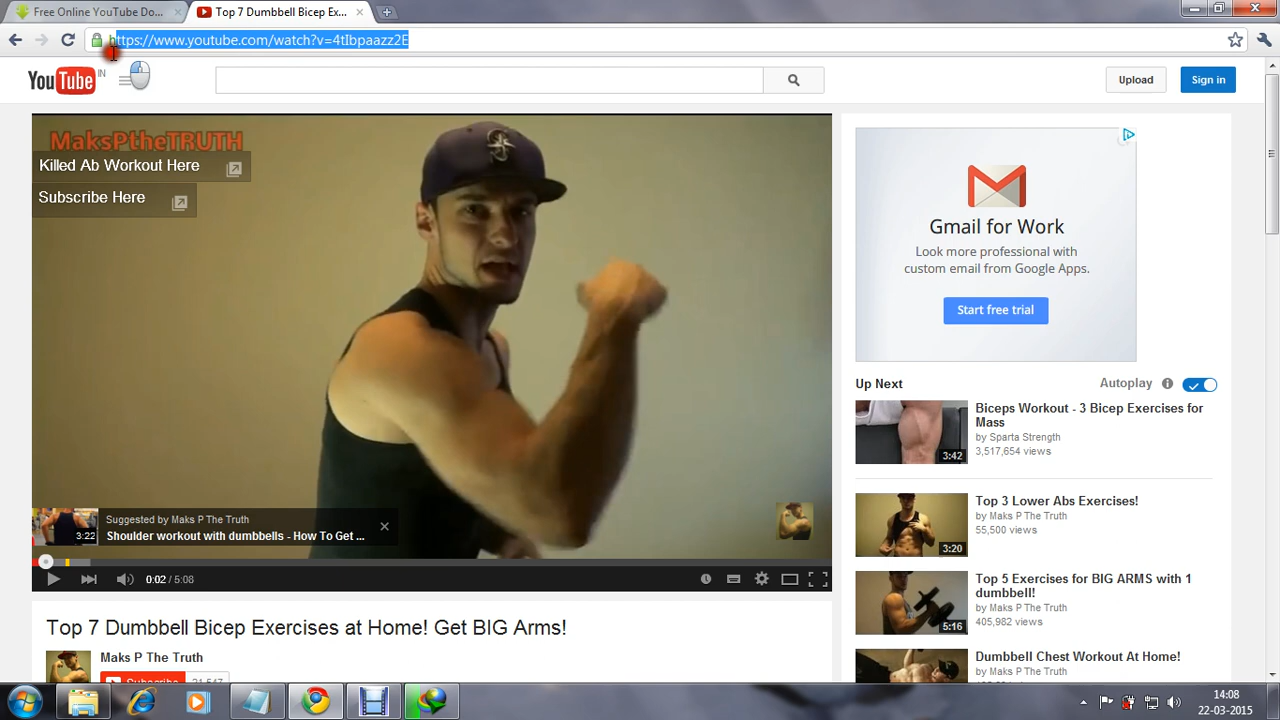 Free Online YouTube Do...
Top 7 Dumbbell Bicep Ex...
https://www.youtube.com/watch?v=4tIbpaazz2E
YouTube IN
Upload
Sign in
MaksPtheTRUTH
Killed Ab Workout Here
Subscribe Here
Suggested by Maks P The Truth
Shoulder workout with dumbbells - How To Get ...
3:22
0:02 / 5:08
Top 7 Dumbbell Bicep Exercises at Home! Get BIG Arms!
Maks P The Truth
Subscribe
Gmail for Work
Look more professional with
custom email from Google Apps.
Start free trial
Up Next
Autoplay
Biceps Workout - 3 Bicep Exercises for
Mass
by Sparta Strength
3,517,654 views
3:42
Top 3 Lower Abs Exercises!
by Maks P The Truth
55,500 views
3:20
Top 5 Exercises for BIG ARMS with 1
dumbbell!
by Maks P The Truth
405,982 views
5:16
Dumbbell Chest Workout At Home!
by Maks P The Truth
14:08
22-03-2015